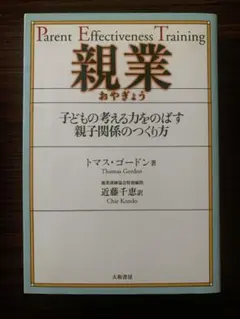 Parent Effectiveness Training
親業
おやぎょう
子どもの考える力をのばす
親子関係のつくり方
トマス・ゴードン 著
Thomas Gordon
近藤千恵 訳
Chie Kondo
大和書房